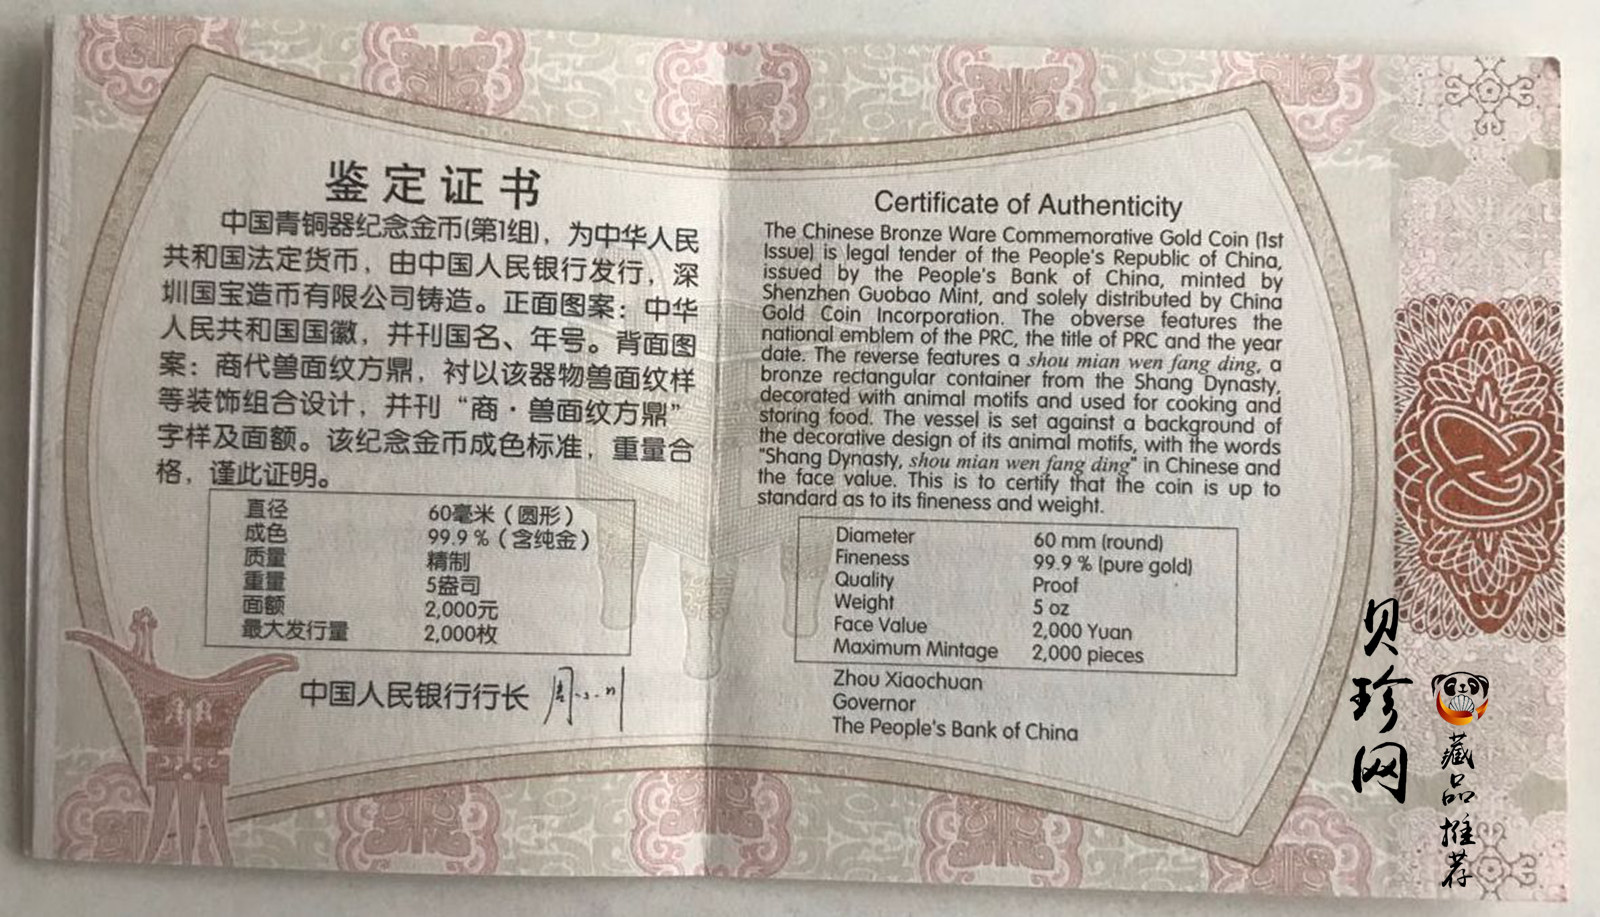 鉴定证书
中国青铜器纪念金币(第1组)，为中华人民
共和国法定货币，由中国人民银行发行，深
圳国宝造币有限公司铸造。正面图案：中华
人民共和国国徽，并刊国名、年号。背面图
案：商代兽面纹方鼎，衬以该器物兽面纹样
等装饰组合设计，并刊“商·兽面纹方鼎”
字样及面额。该纪念金币成色标准，重量合
格，谨此证明。
直径 60毫米（圆形）
成色 99.9％（含纯金）
质量 精制
重量 5盎司
面额 2,000元
最大发行量 2,000枚
中国人民银行行长
Certificate of Authenticity
The Chinese Bronze Ware Commemorative Gold Coin (1st
Issue) is legal tender of the People's Republic of China,
issued by the People's Bank of China, minted by
Shenzhen Guobao Mint, and solely distributed by China
Gold Coin Incorporation. The obverse features the
national emblem of the PRC, the title of PRC and the year
date. The reverse features a shou mian wen fang ding, a
bronze rectangular container from the Shang Dynasty,
decorated with animal motifs and used for cooking and
storing food. The vessel is set against a background of
the decorative design of its animal motifs, with the words
"Shang Dynasty, shou mian wen fang ding" in Chinese and
the face value. This is to certify that the coin is up to
standard as to its fineness and weight.
Diameter 60 mm (round)
Fineness 99.9 % (pure gold)
Quality Proof
Weight 5 oz
Face Value 2,000 Yuan
Maximum Mintage 2,000 pieces
Zhou Xiaochuan
Governor
The People's Bank of China
贝珍网
藏品推荐